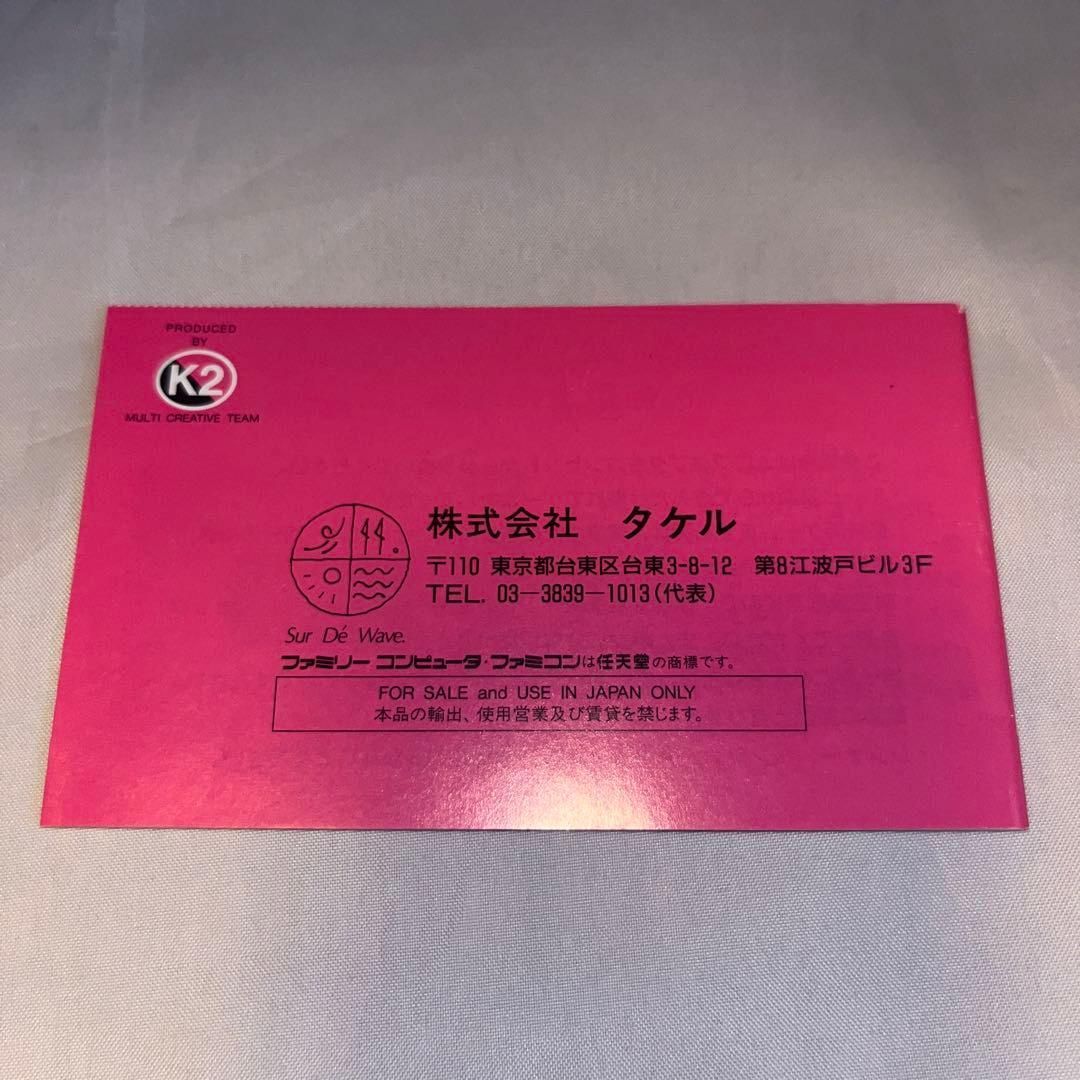 PRODUCED
BY
K2
MULTI CREATIVE TEAM
株式会社 タケル
〒110 東京都台東区台東3-8-12 第8江波戸ビル3F
TEL. 03-3839-1013(代表)
Sur Dé Wave.
ファミリー コンピュータ・ファミコンは任天堂の商標です。
FOR SALE and USE IN JAPAN ONLY
本品の輸出、使用営業及び賃貸を禁じます。